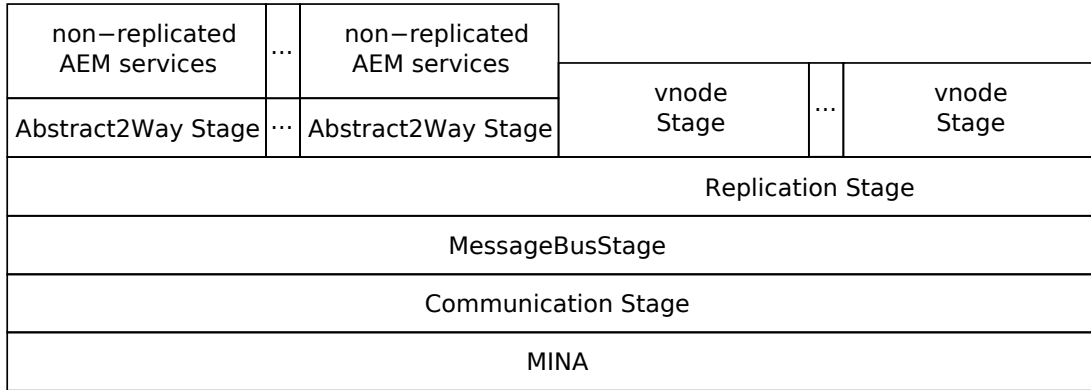 non−replicated
AEM services
...
non−replicated
AEM services
vnode
Stage
...
vnode
Stage
Abstract2Way Stage
...
Abstract2Way Stage
Replication Stage
MessageBusStage
Communication Stage
MINA